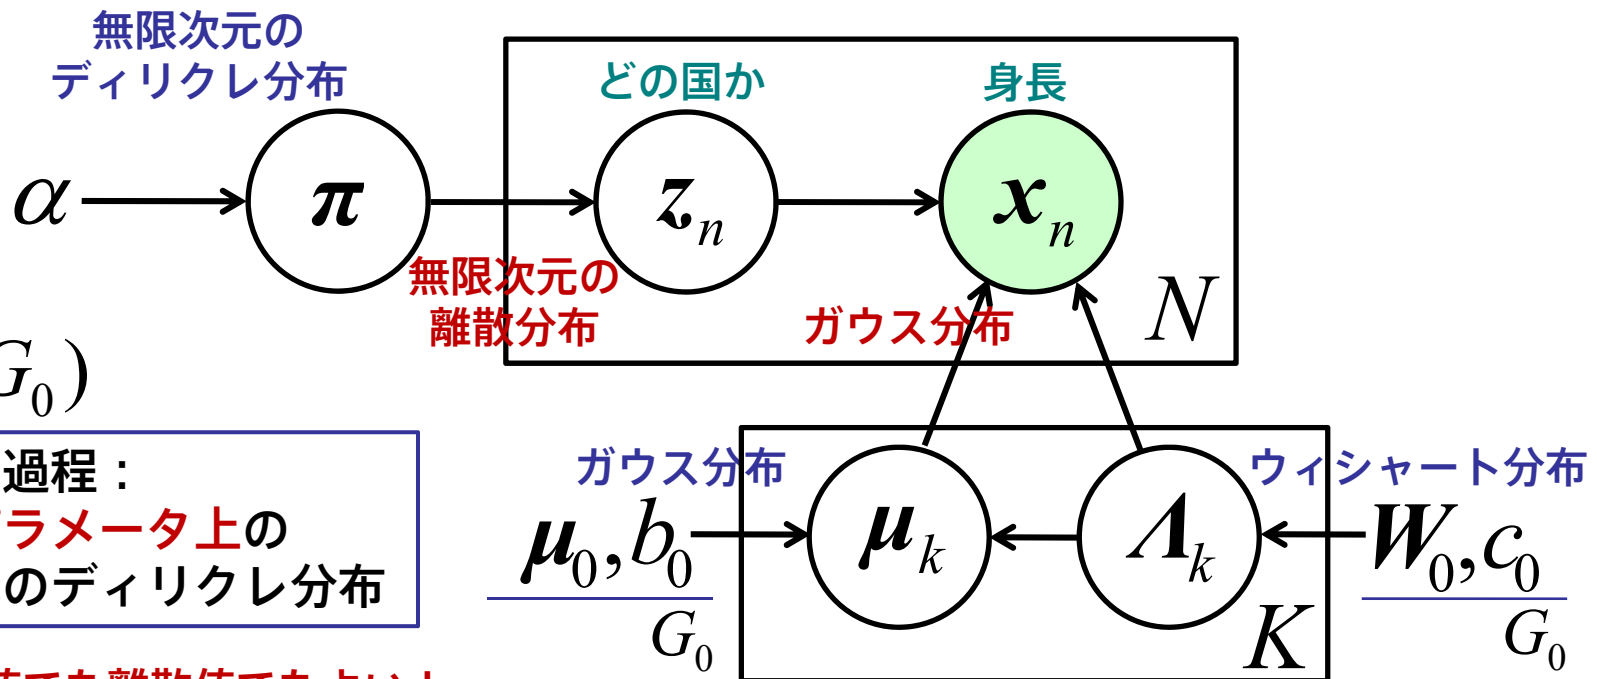 無限次元の
ディリクレ分布
どの国か
身長
α
π
z_n
x_n
無限次元の
離散分布
ガウス分布
N
G_0)
過程：
ラメータ上の
のディリクレ分布
ガウス分布
ウィシャート分布
μ_0, b_0
μ_k
Λ_k
W_0, c_0
G_0
K
G_0